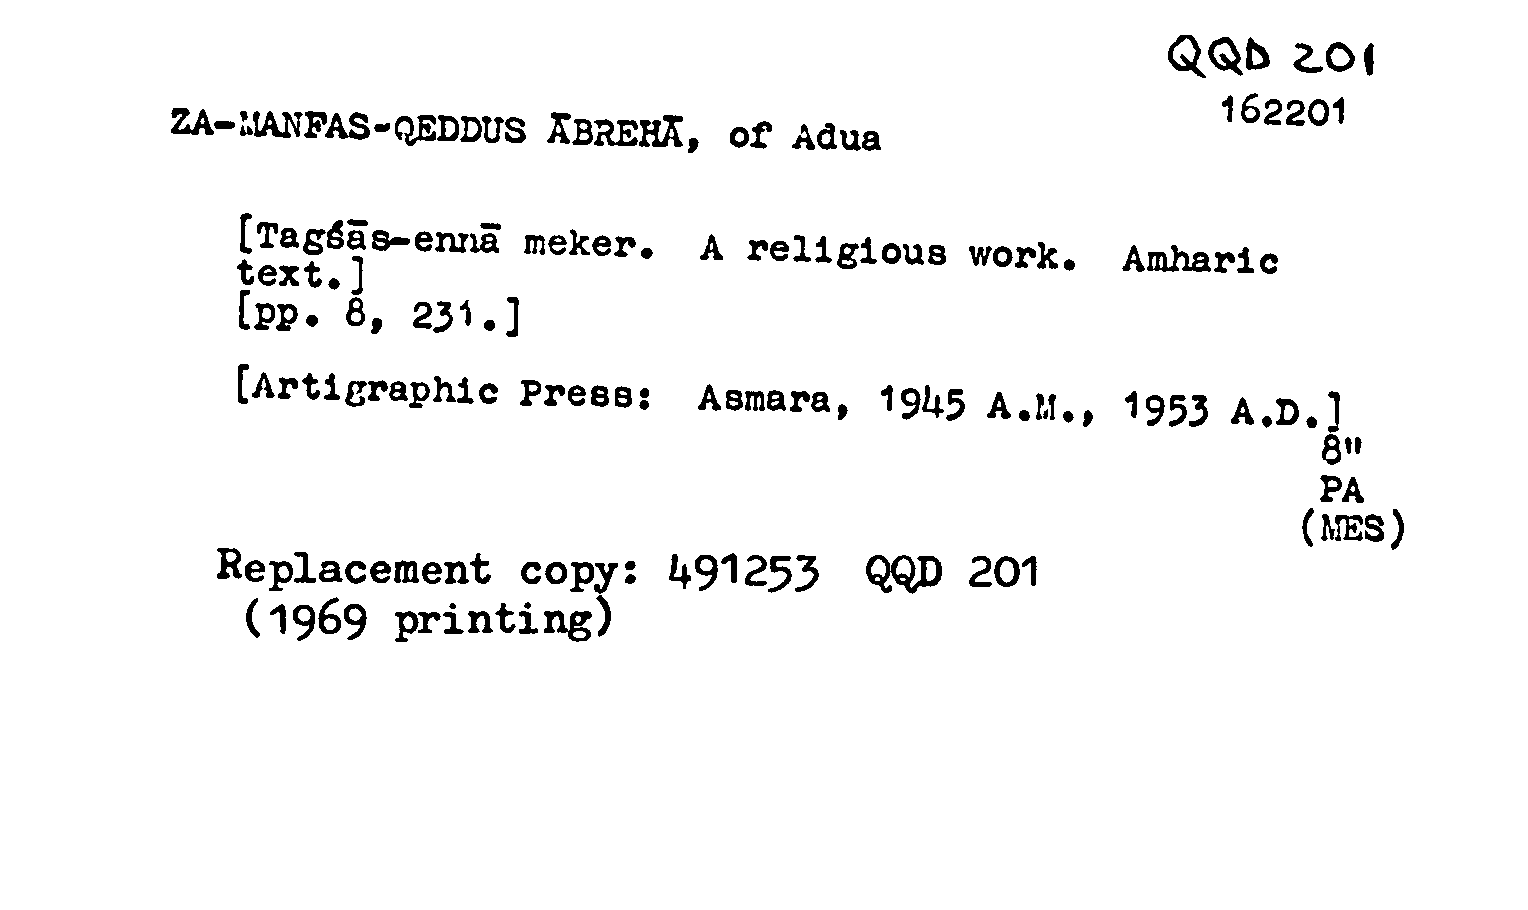 QQD 201
162201
ZA-MANFAS-QEDDUS ĀBREHĀ, of Adua
[Tagśās-ennā meker. A religious work. Amharic
text.]
[pp. 8, 231.]
[Artigraphic Press: Asmara, 1945 A.M., 1953 A.D.]
8"
PA
(MES)
Replacement copy: 491253 QQD 201
(1969 printing)